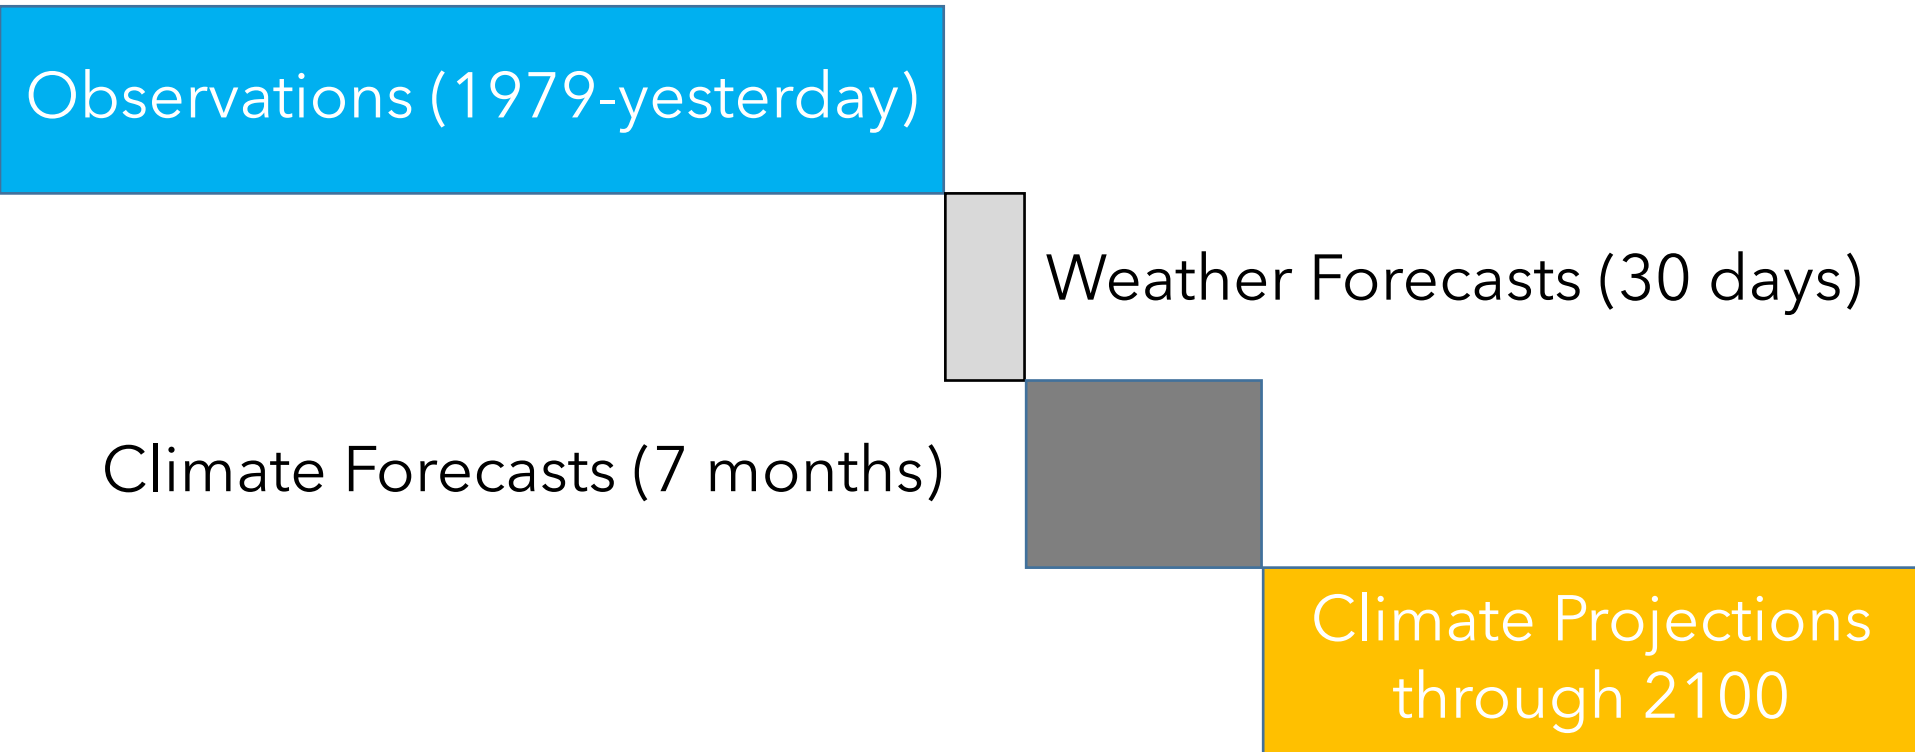 Observations (1979-yesterday)
Weather Forecasts (30 days)
Climate Forecasts (7 months)
Climate Projections
through 2100